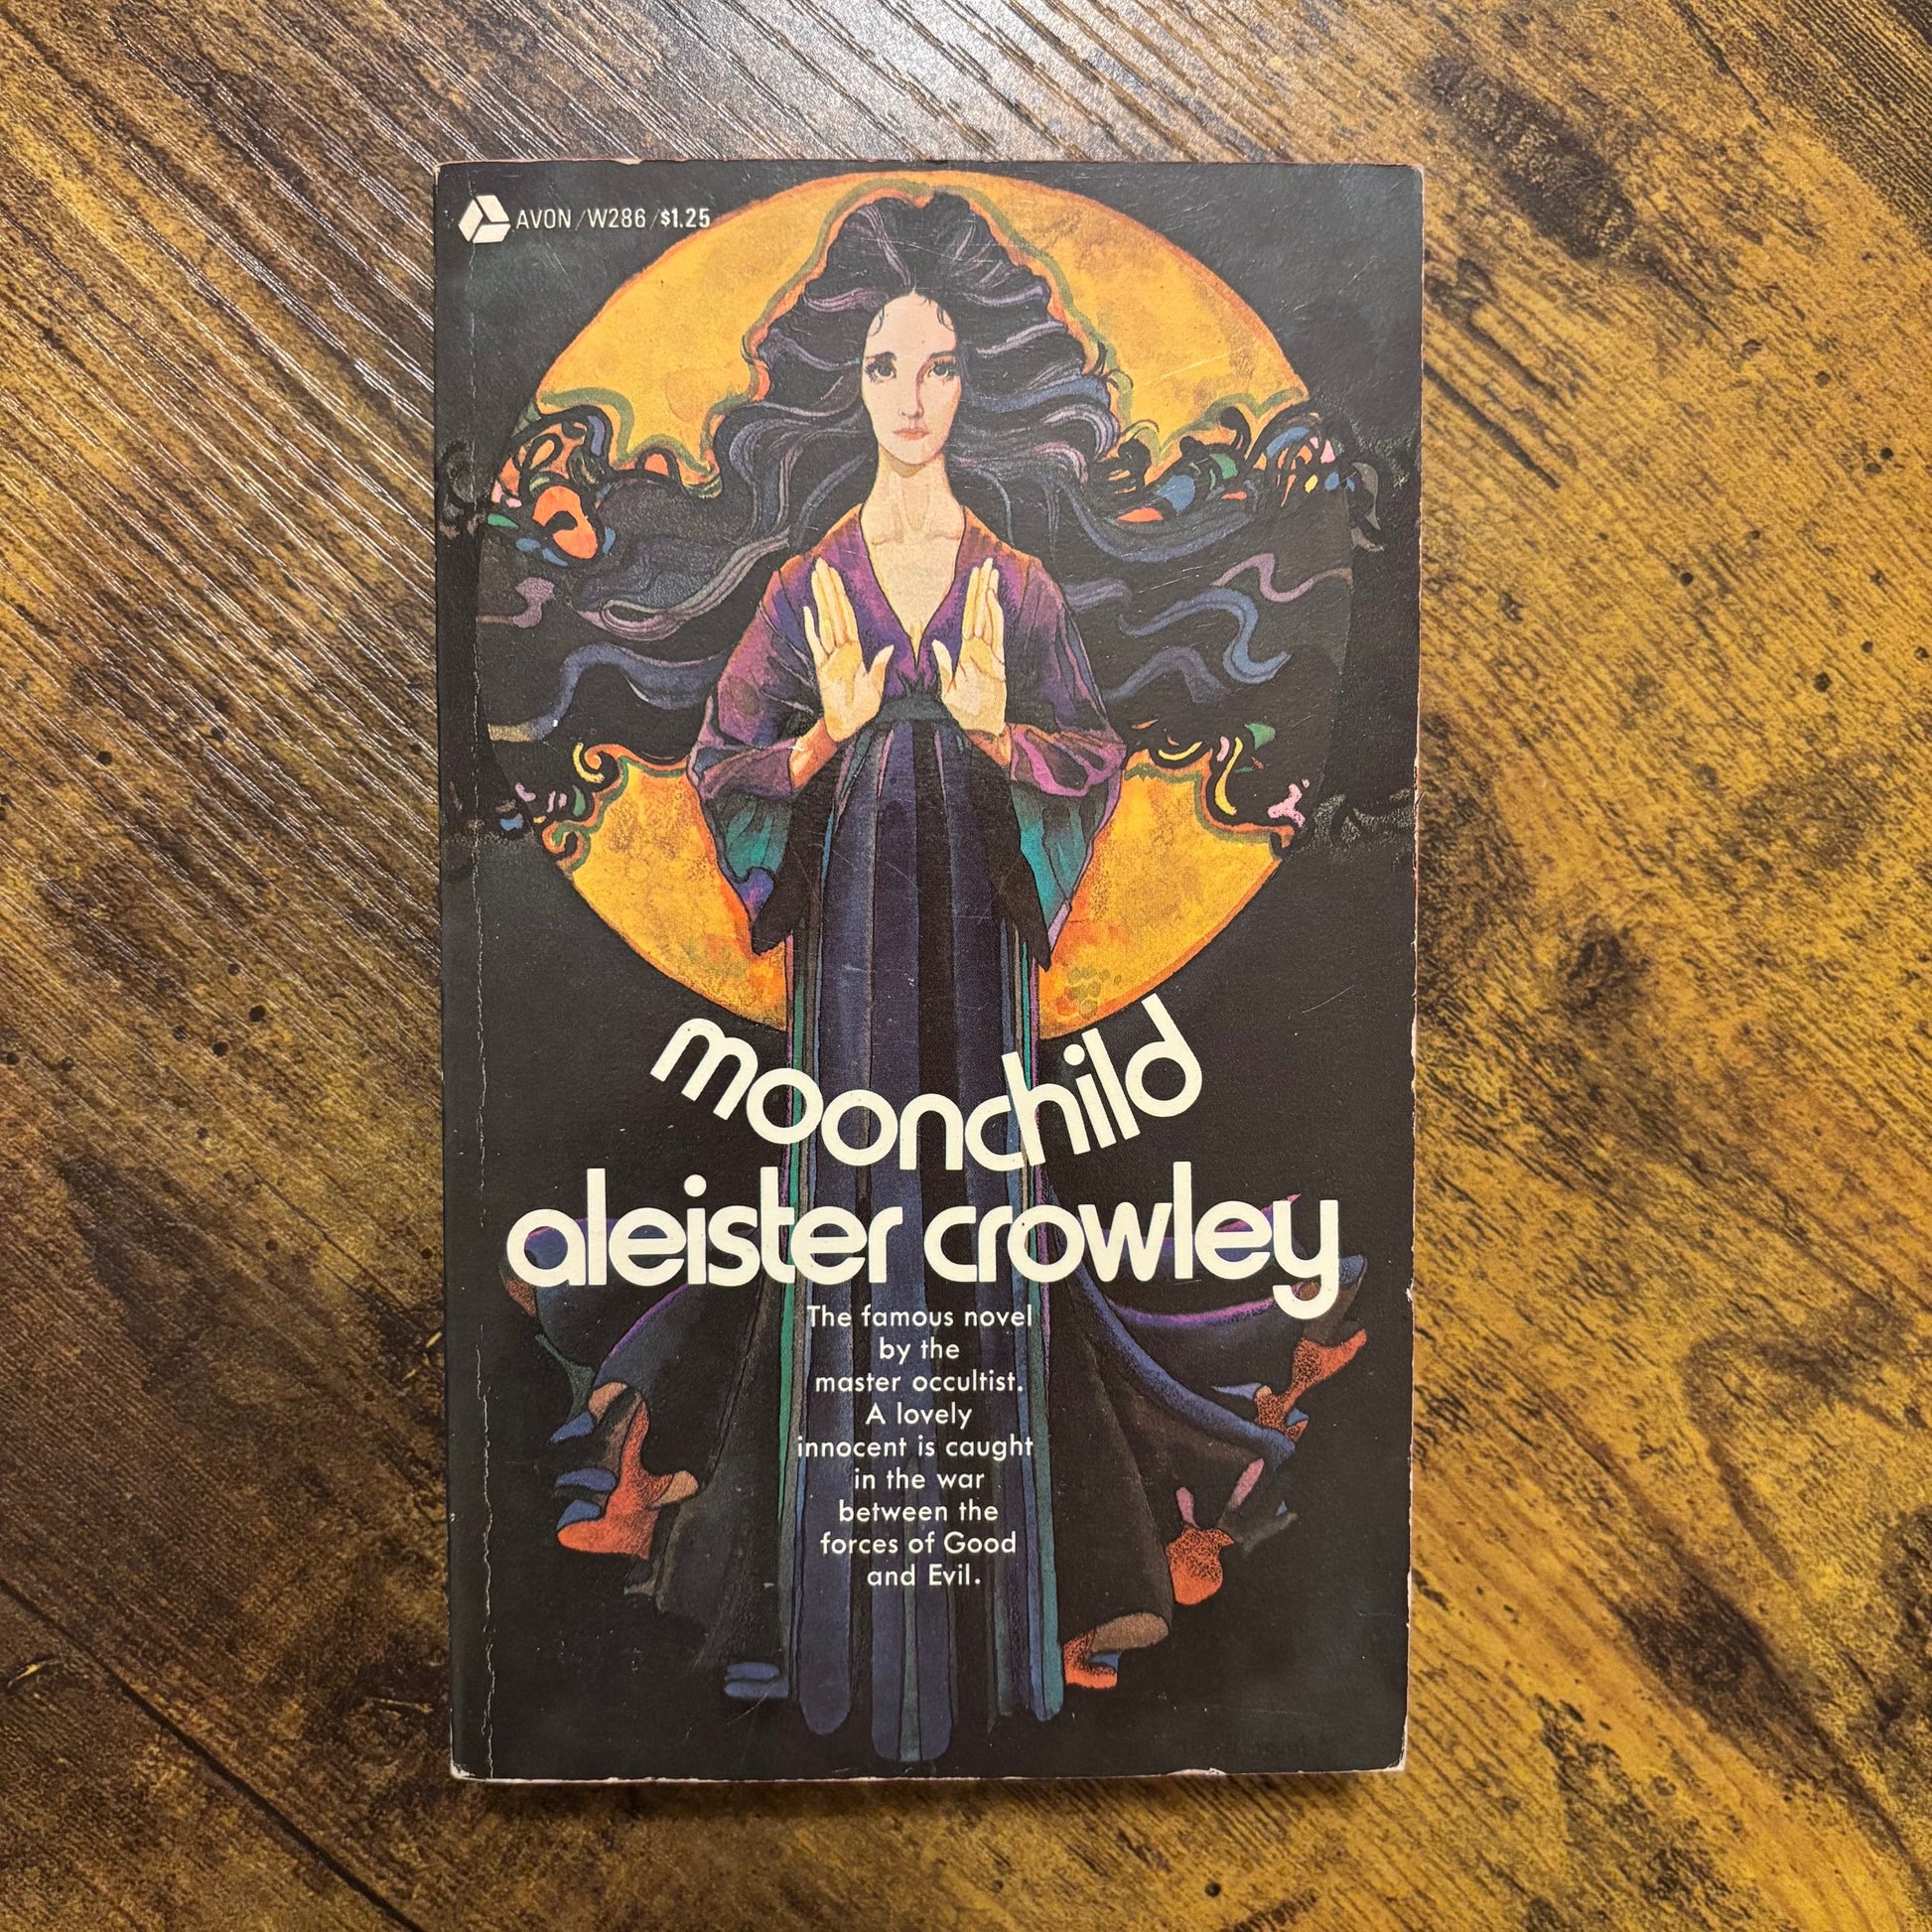 AVON/W286/$1.25
moonchild
aleister crowley
The famous novel
by the
master occultist.
A lovely
innocent is caught
in the war
between the
forces of Good
and Evil.